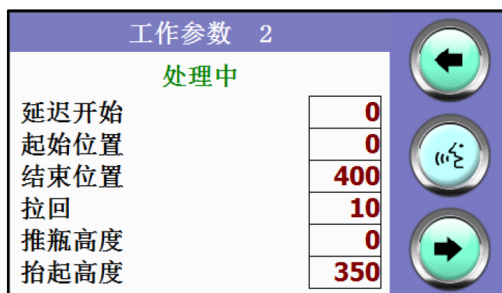 工作参数 2
处理中
延迟开始 0
起始位置 0
结束位置 400
拉回 10
推瓶高度 0
抬起高度 350